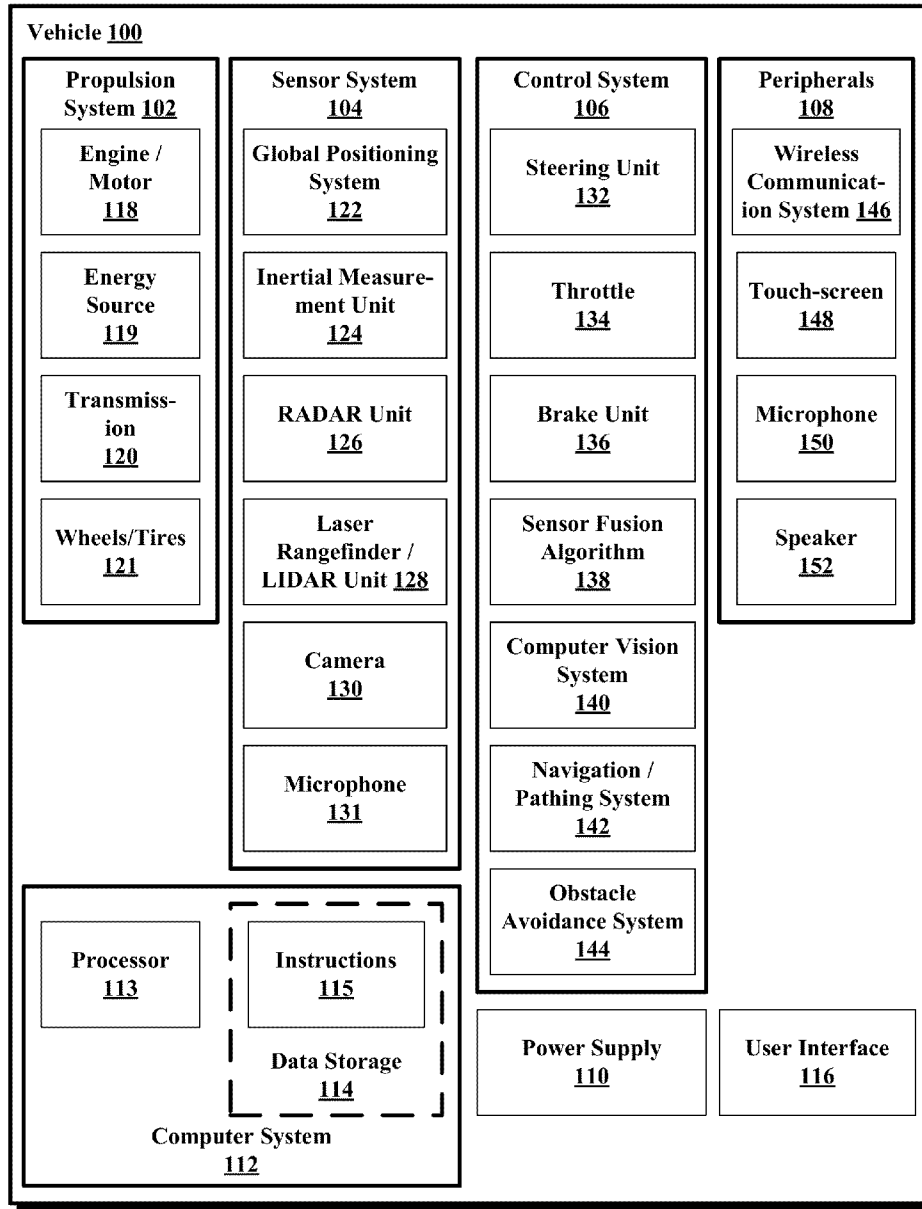 Vehicle 100
Propulsion
System 102
Engine /
Motor
118
Energy
Source
119
Transmiss-
ion
120
Wheels/Tires
121
Sensor System
104
Global Positioning
System
122
Inertial Measure-
ment Unit
124
RADAR Unit
126
Laser
Rangefinder /
LIDAR Unit 128
Camera
130
Microphone
131
Control System
106
Steering Unit
132
Throttle
134
Brake Unit
136
Sensor Fusion
Algorithm
138
Computer Vision
System
140
Navigation /
Pathing System
142
Obstacle
Avoidance System
144
Peripherals
108
Wireless
Communicat-
ion System 146
Touch-screen
148
Microphone
150
Speaker
152
Processor
113
Instructions
115
Data Storage
114
Computer System
112
Power Supply
110
User Interface
116